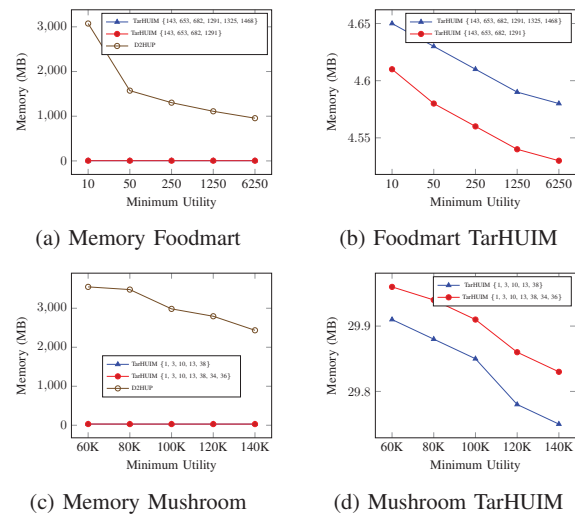 3,000
2,000
1,000
0
Memory (MB)
TarHUIM {143, 653, 682, 1291, 1325, 1468}
TarHUIM {143, 653, 682, 1291}
D2HUP
10 50 250 1250 6250
Minimum Utility
(a) Memory Foodmart
4.65
4.6
4.55
Memory (MB)
TarHUIM {143, 653, 682, 1291, 1325, 1468}
TarHUIM {143, 653, 682, 1291}
10 50 250 1250 6250
Minimum Utility
(b) Foodmart TarHUIM
3,000
2,000
1,000
0
Memory (MB)
TarHUIM {1, 3, 10, 13, 38}
TarHUIM {1, 3, 10, 13, 38, 34, 36}
D2HUP
60K 80K 100K 120K 140K
Minimum Utility
(c) Memory Mushroom
29.9
29.8
Memory (MB)
TarHUIM {1, 3, 10, 13, 38}
TarHUIM {1, 3, 10, 13, 38, 34, 36}
60K 80K 100K 120K 140K
Minimum Utility
(d) Mushroom TarHUIM